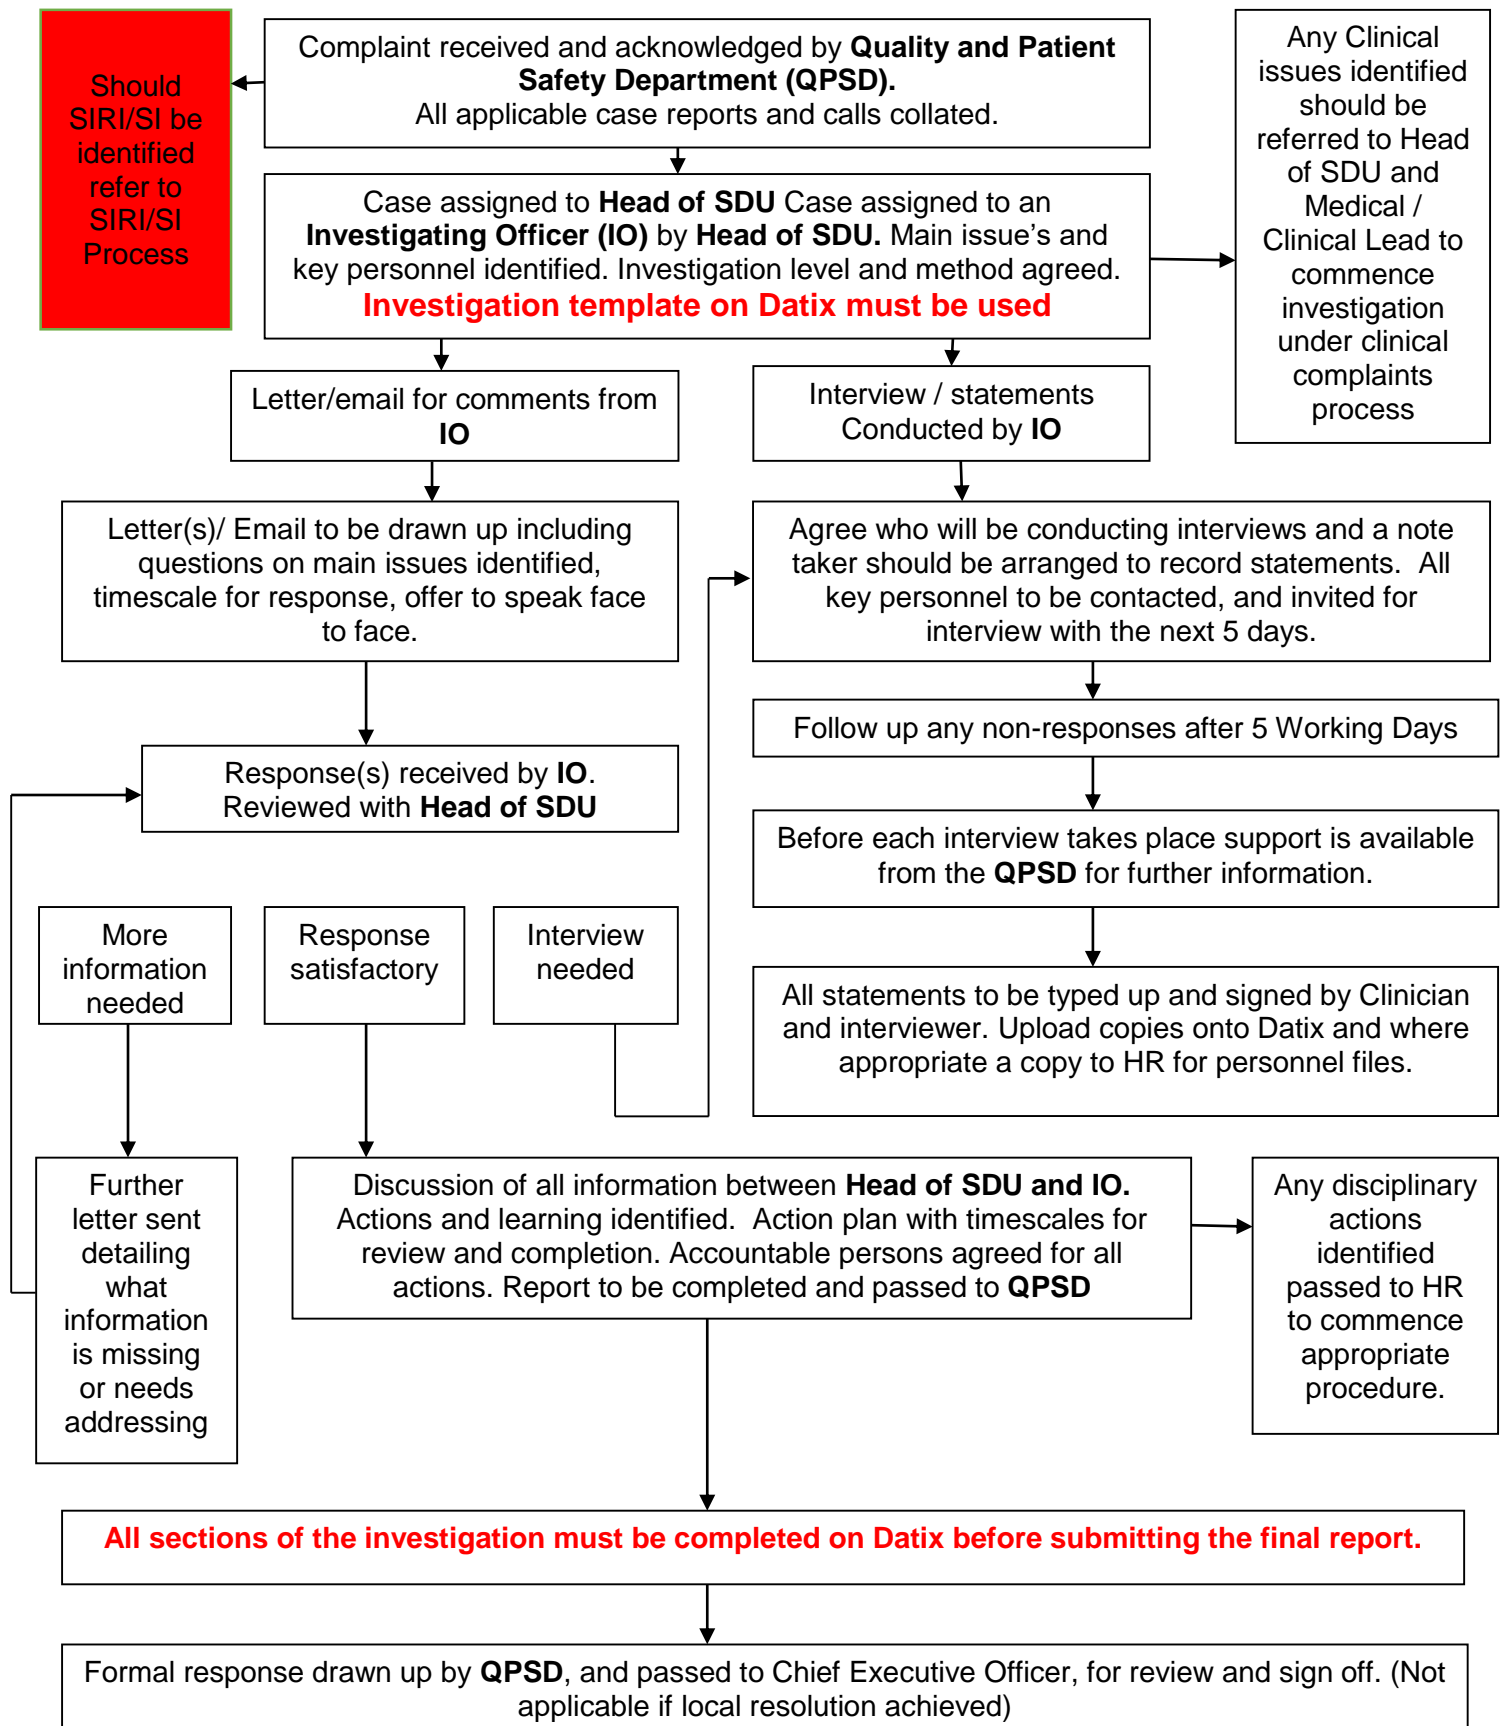 Should
SIRI/SI be
identified
refer to
SIRI/SI
Process
Complaint received and acknowledged by Quality and Patient
Safety Department (QPSD).
All applicable case reports and calls collated.
Any Clinical
issues identified
should be
referred to Head
of SDU and
Medical /
Clinical Lead to
commence
investigation
under clinical
complaints
process
Case assigned to Head of SDU Case assigned to an
Investigating Officer (IO) by Head of SDU. Main issue's and
key personnel identified. Investigation level and method agreed.
Investigation template on Datix must be used
Letter/email for comments from
IO
Interview / statements
Conducted by IO
Letter(s)/ Email to be drawn up including
questions on main issues identified,
timescale for response, offer to speak face
to face.
Agree who will be conducting interviews and a note
taker should be arranged to record statements.  All
key personnel to be contacted, and invited for
interview with the next 5 days.
Follow up any non-responses after 5 Working Days
Response(s) received by IO.
Reviewed with Head of SDU
Before each interview takes place support is available
from the QPSD for further information.
More
information
needed
Response
satisfactory
Interview
needed
All statements to be typed up and signed by Clinician
and interviewer. Upload copies onto Datix and where
appropriate a copy to HR for personnel files.
Further
letter sent
detailing
what
information
is missing
or needs
addressing
Discussion of all information between Head of SDU and IO.
Actions and learning identified.  Action plan with timescales for
review and completion. Accountable persons agreed for all
actions. Report to be completed and passed to QPSD
Any disciplinary
actions
identified
passed to HR
to commence
appropriate
procedure.
All sections of the investigation must be completed on Datix before submitting the final report.
Formal response drawn up by QPSD, and passed to Chief Executive Officer, for review and sign off. (Not
applicable if local resolution achieved)